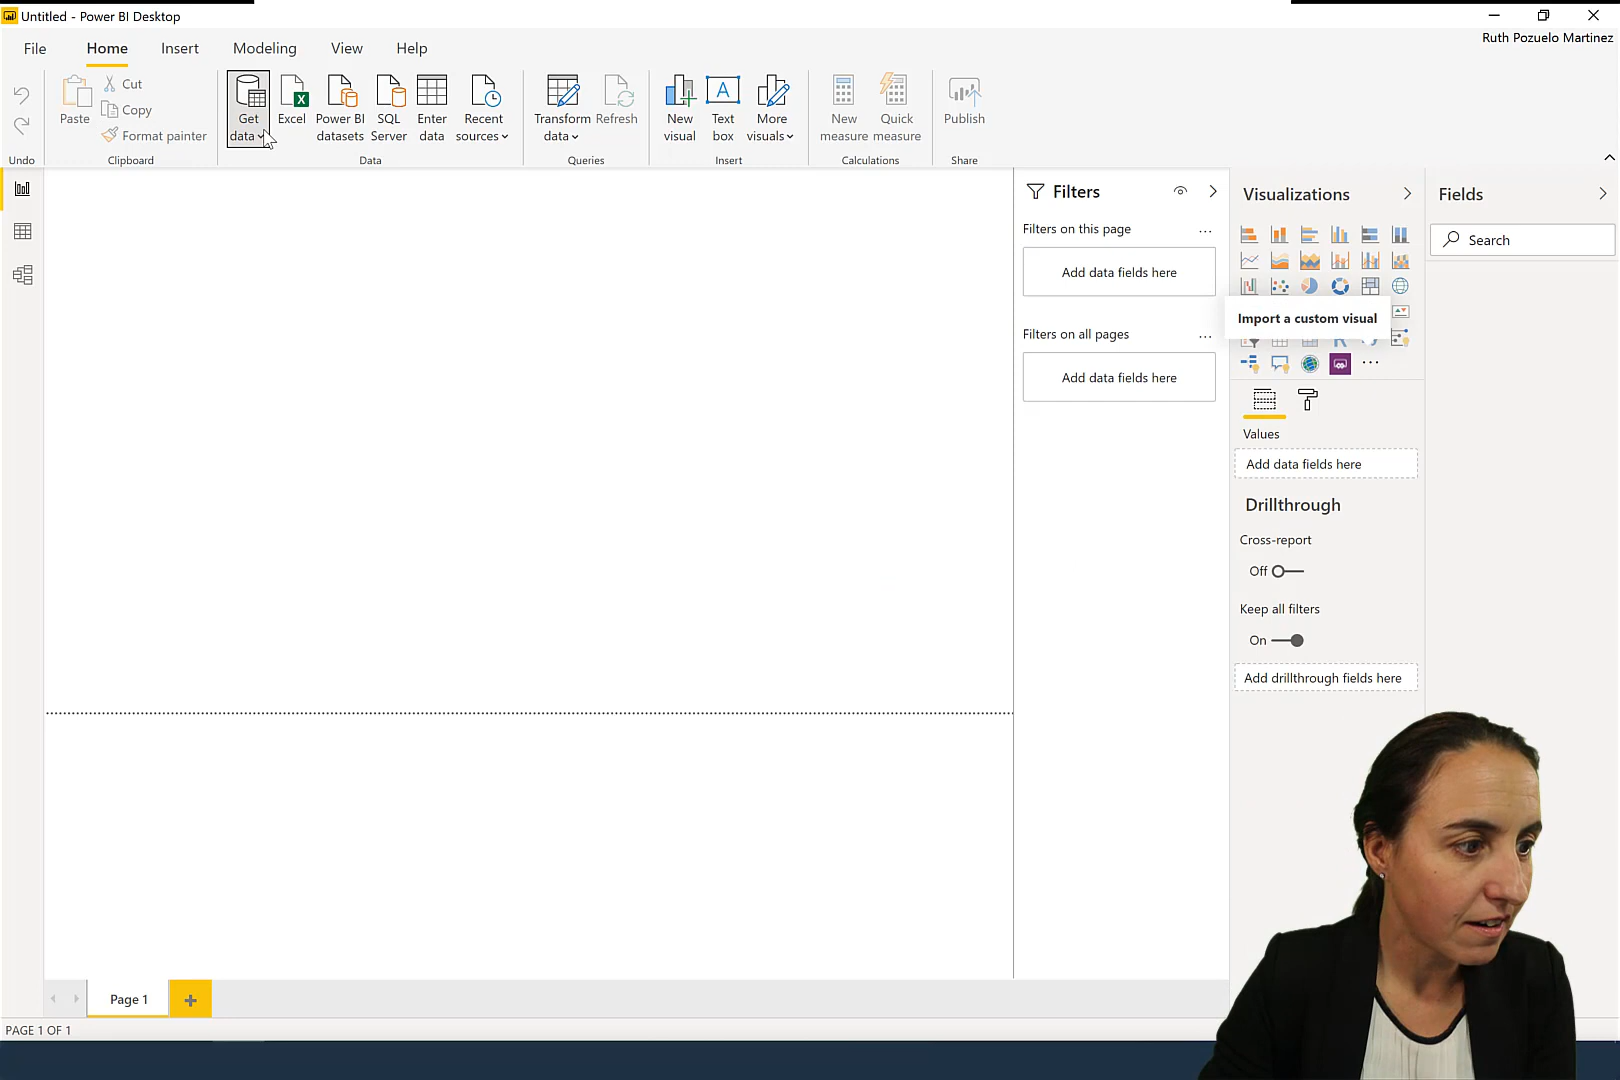 Untitled - Power BI Desktop
Ruth Pozuelo Martinez
File Home Insert Modeling View Help
Paste
Cut
Copy
Format painter
Get data
Excel
Power BI datasets
SQL Server
Enter data
Recent sources
Transform data
Refresh
New visual
Text box
More visuals
New measure
Quick measure
Publish
Undo
Clipboard
Data
Queries
Insert
Calculations
Share
Filters
Filters on this page
Add data fields here
Filters on all pages
Add data fields here
Visualizations
Import a custom visual
Values
Add data fields here
Drillthrough
Cross-report
Off
Keep all filters
On
Add drillthrough fields here
Fields
Search
Page 1
PAGE 1 OF 1